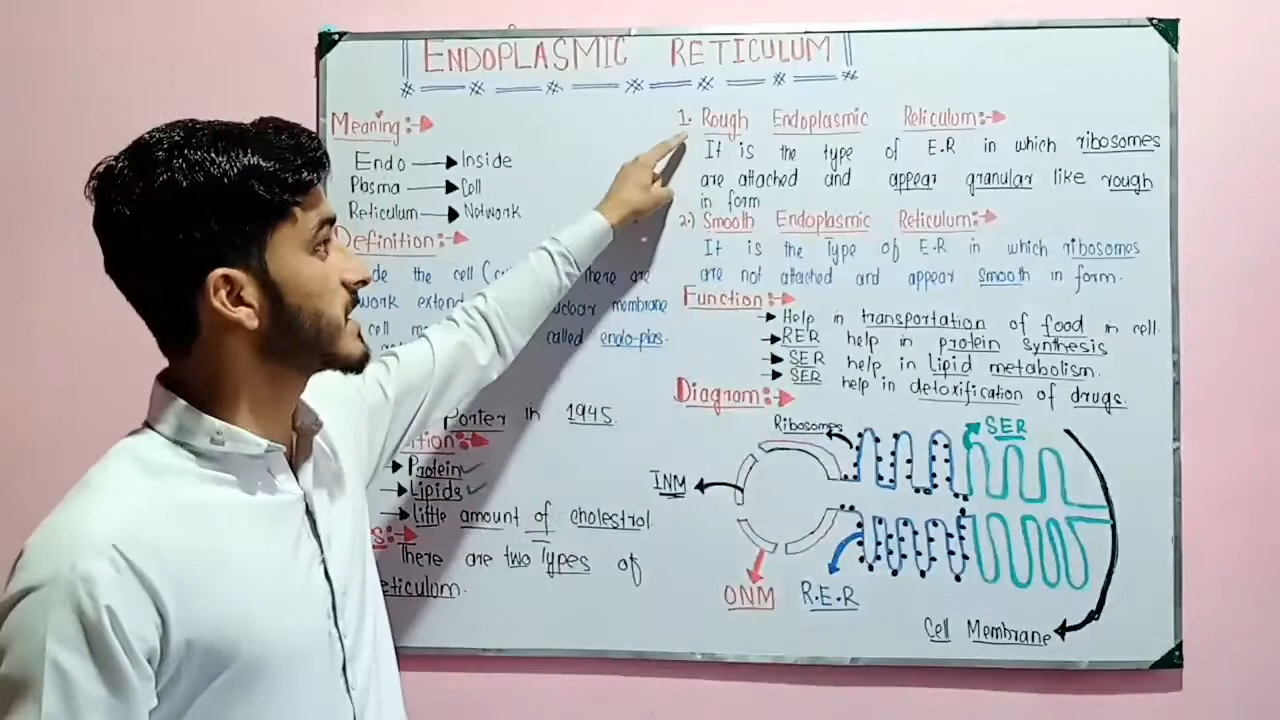 ENDOPLASMIC RETICULUM
Meaning:→
Endo → Inside
Plasma → Cell
Reticulum → Network
Definition:→
the cell ( there are
work extend membrane
cell called endo-plas.
Porter in 1945.
Protein ✓
→ Lipids ✓
→ little amount of cholestrol.
There are two Types of
1. Rough Endoplasmic Reticulum:→
It is the type of E.R in which ribosomes
are attached and appear granular like rough
in form
2.) Smooth Endoplasmic Reticulum:→
It is the Type of E.R in which ribosomes
are not attached and appear smooth in form.
Function:→
→ Help in transportation of food in cell.
→ RER help in protein synthesis
→ SER help in Lipid metabolism.
→ SER help in detoxification of drugs.
Diagram:→
Ribosomes
SER
INM
ONM
R.E.R
Cell Membrane